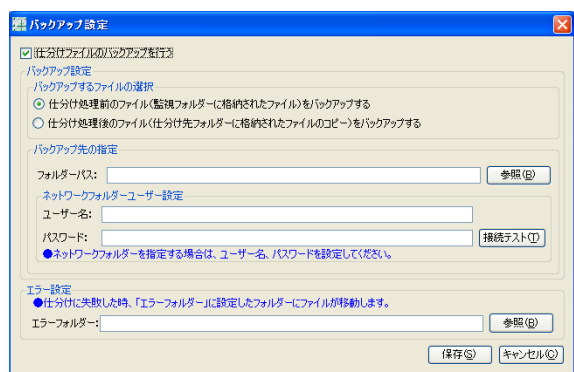 バックアップ設定
仕分けファイルのバックアップを行う
バックアップ設定
バックアップするファイルの選択
仕分け処理前のファイル(監視フォルダーに格納されたファイル)をバックアップする
仕分け処理後のファイル(仕分け先フォルダーに格納されたファイルのコピー)をバックアップする
バックアップ先の指定
フォルダーパス: 参照(B)
ネットワークフォルダーユーザー設定
ユーザー名:
パスワード: 接続テスト(T)
●ネットワークフォルダーを指定する場合は、ユーザー名、パスワードを設定してください。
エラー設定
●仕分けに失敗した時、「エラーフォルダー」に設定したフォルダーにファイルが移動します。
エラーフォルダー: 参照(B)
保存(S) キャンセル(C)